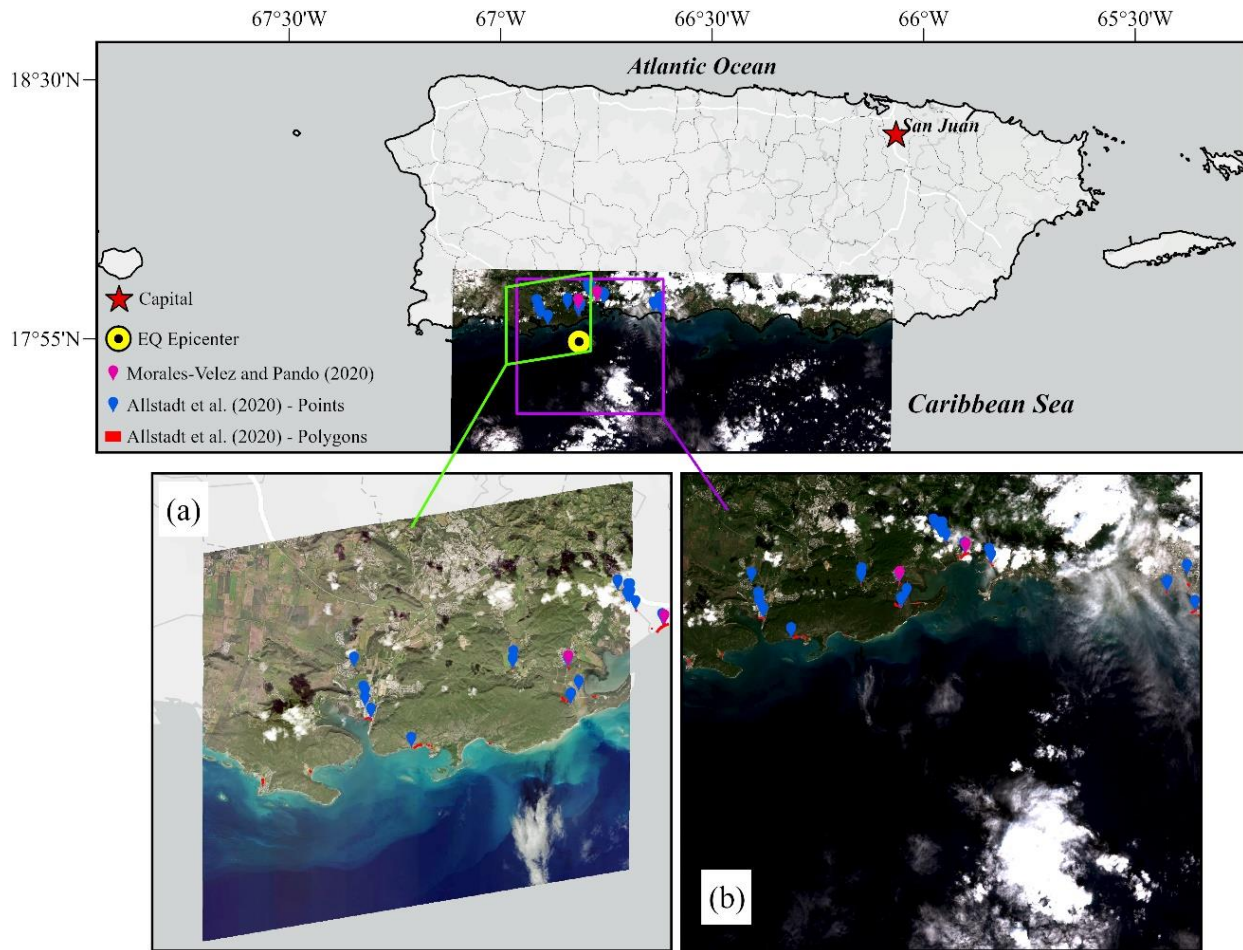 67°30'W
67°W
66°30'W
66°W
65°30'W
18°30'N
Atlantic Ocean
San Juan
Capital
17°55'N
EQ Epicenter
Morales-Velez and Pando (2020)
Allstadt et al. (2020) - Points
Caribbean Sea
Allstadt et al. (2020) - Polygons
(a)
(b)